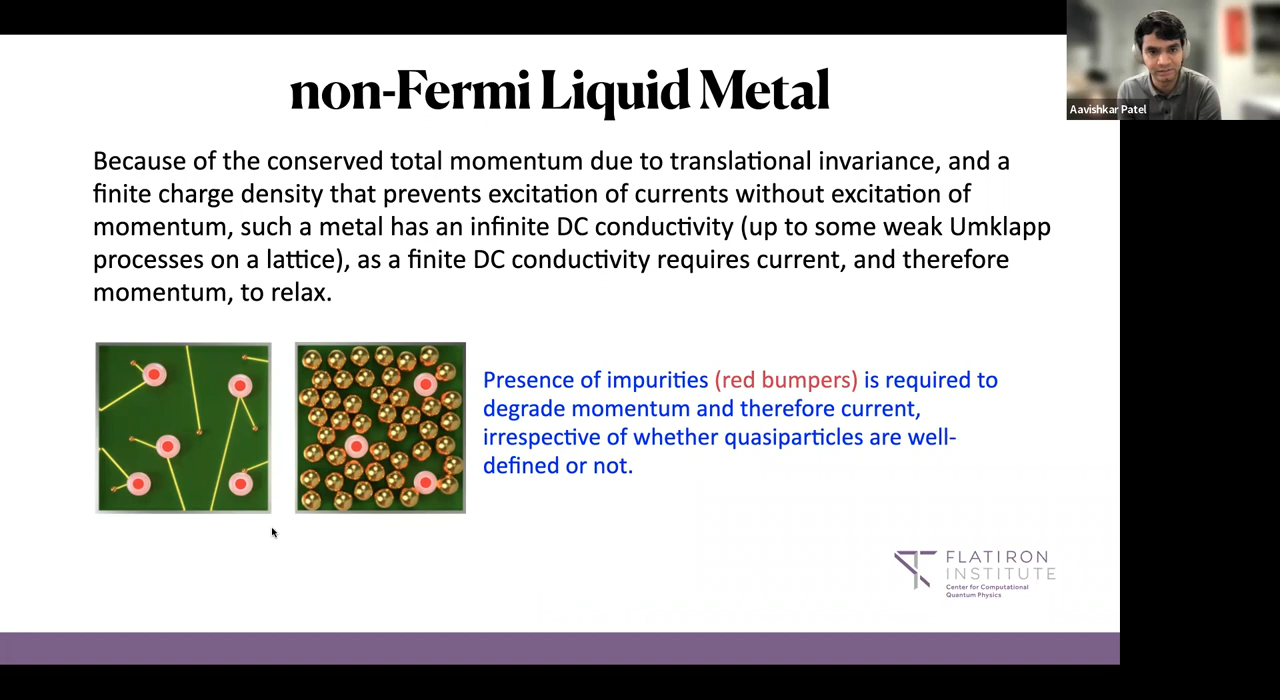 non-Fermi Liquid Metal
Aavishkar Patel
Because of the conserved total momentum due to translational invariance, and a
finite charge density that prevents excitation of currents without excitation of
momentum, such a metal has an infinite DC conductivity (up to some weak Umklapp
processes on a lattice), as a finite DC conductivity requires current, and therefore
momentum, to relax.
Presence of impurities (red bumpers) is required to
degrade momentum and therefore current,
irrespective of whether quasiparticles are well-
defined or not.
FLATIRON
INSTITUTE
Center for Computational
Quantum Physics